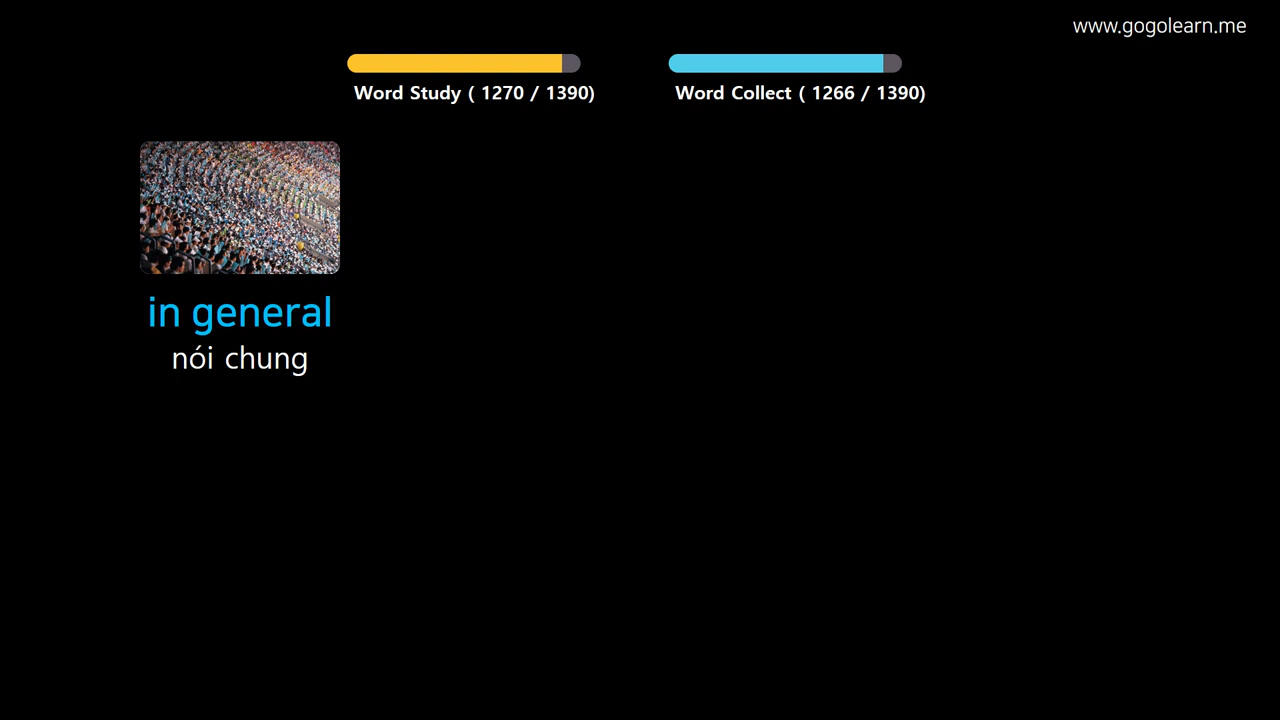 www.gogolearn.me
Word Study ( 1270 / 1390)
Word Collect ( 1266 / 1390)
in general
nói chung